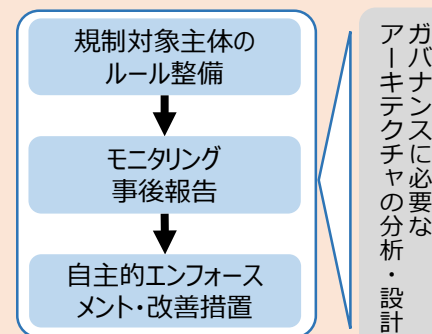 規制対象主体の
ルール整備
モニタリング
事後報告
自主的エンフォース
メント・改善措置
ガバナンスに必要な
アーキテクチャの分析・設計